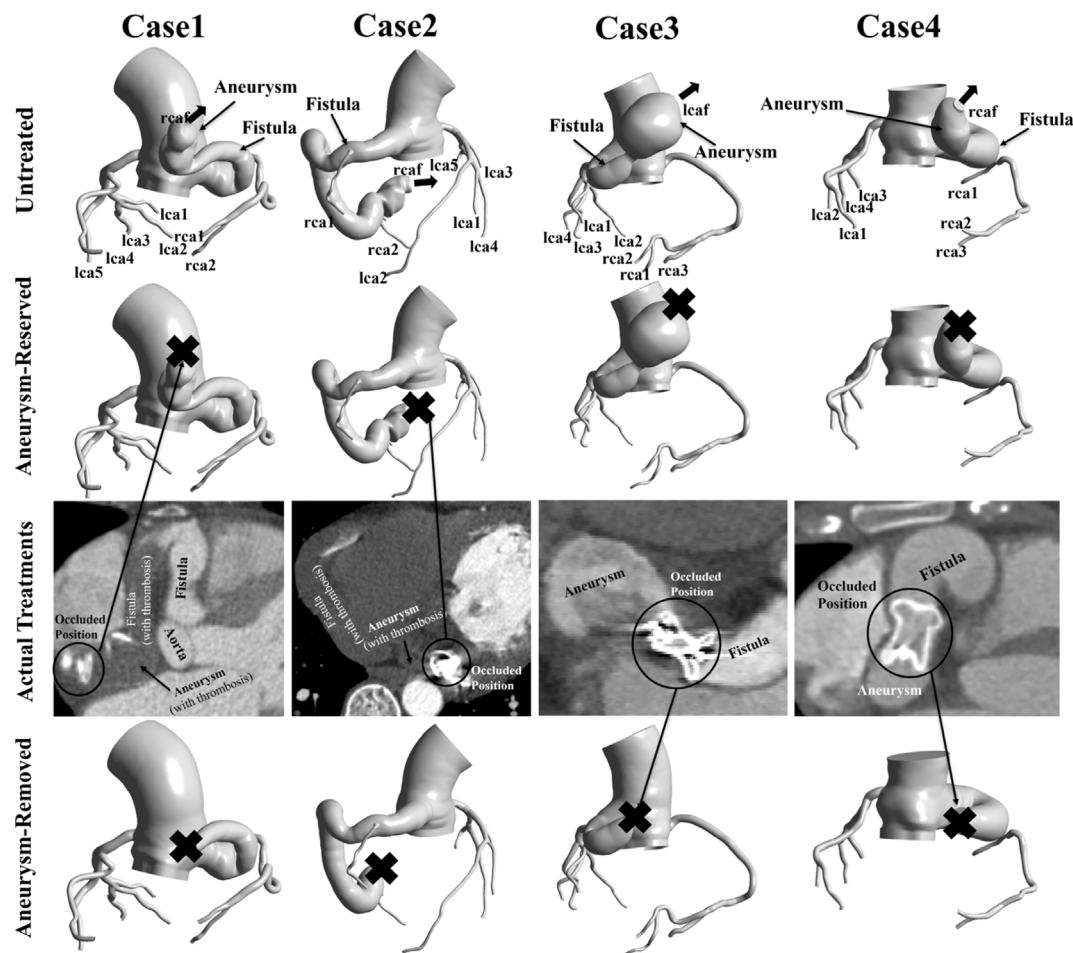 Case1
Case2
Case3
Case4
Untreated
Aneurysm
rcaf
Fistula
lca1
lca3
rca1
lca4
lca2
lca5
rca2
Fistula
rcaf
lca5
lca3
rca1
rca2
lca1
lca4
lca2
lcaf
Fistula
Aneurysm
lca1
lca4
lca2
lca3
rca2
rca1
rca3
Aneurysm
rcaf
Fistula
lca3
rca1
lca2
lca4
lca1
rca2
rca3
Aneurysm-Reserved
Actual Treatments
Occluded
Position
Fistula
(with thrombosis)
Fistula
Aorta
Aneurysm
(with thrombosis)
Fistula
(with thrombosis)
Aneurysm
(with thrombosis)
Occluded
Position
Aneurysm
Occluded
Position
Fistula
Occluded
Position
Fistula
Aneurysm
Aneurysm-Removed